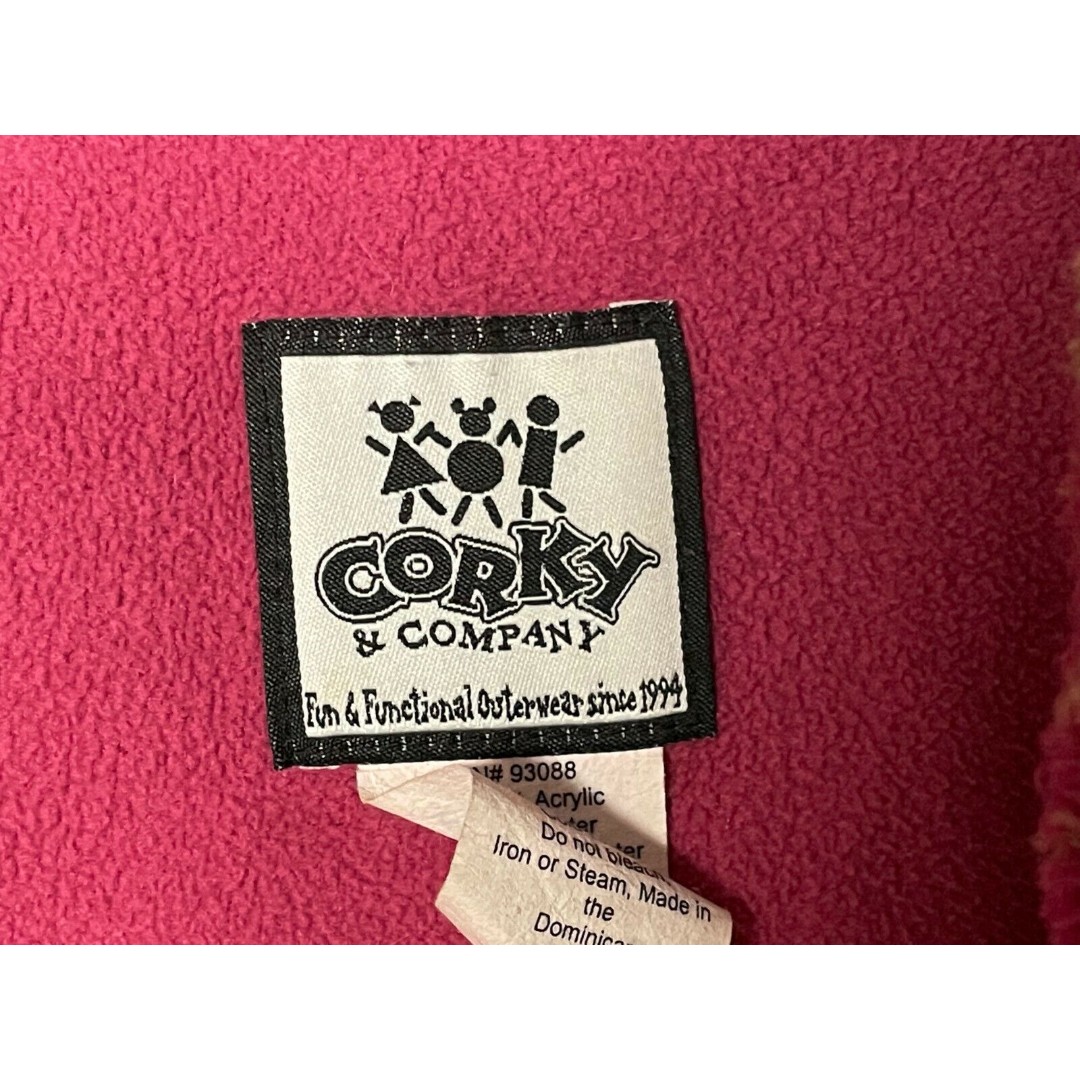 CORKY
& COMPANY
Fun & Functional Outerwear since 1994
N# 93088
Acrylic
Do not bleach
Iron or Steam, Made in
the